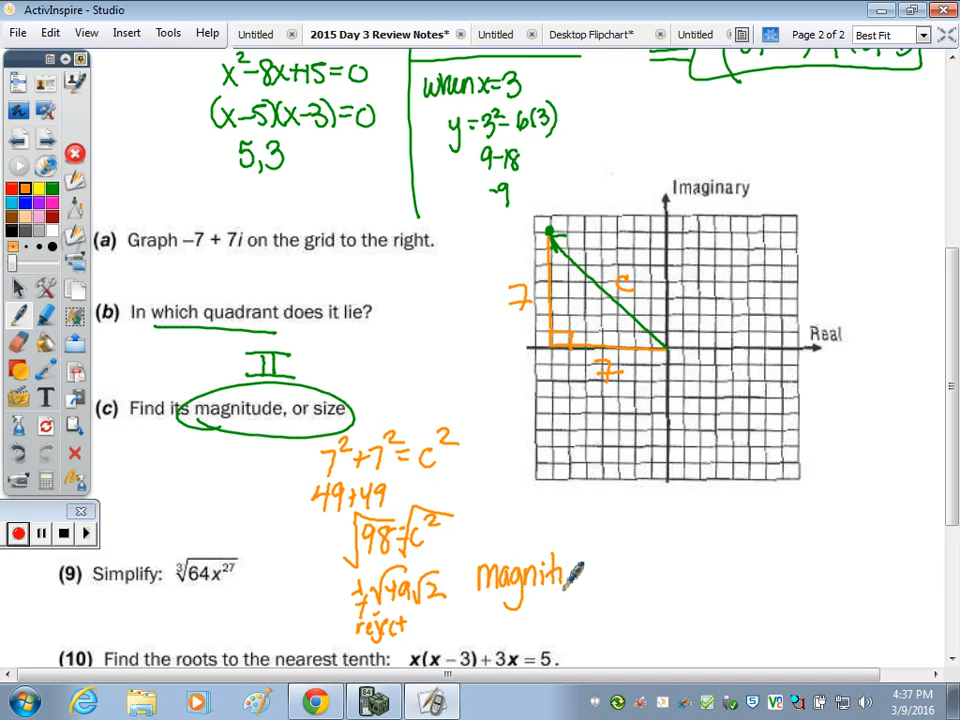 ActivInspire - Studio
File Edit View Insert Tools Help Untitled 2015 Day 3 Review Notes* Untitled Desktop Flipchart* Untitled Page 2 of 2 Best Fit
x²-8x+15=0
(x-5)(x-3)=0
5,3
when x=3
y=3²-6(3)
9-18
-9
Imaginary
(a) Graph –7 + 7i on the grid to the right.
7
c
(b) In which quadrant does it lie?
Real
7
II
(c) Find its magnitude, or size
7²+7²=c²
49+49
√98=√c²
(9) Simplify: ∛64x²⁷
√49√2
7
magnit
reject
(10) Find the roots to the nearest tenth: x(x – 3) + 3x = 5.
4:37 PM
3/9/2016